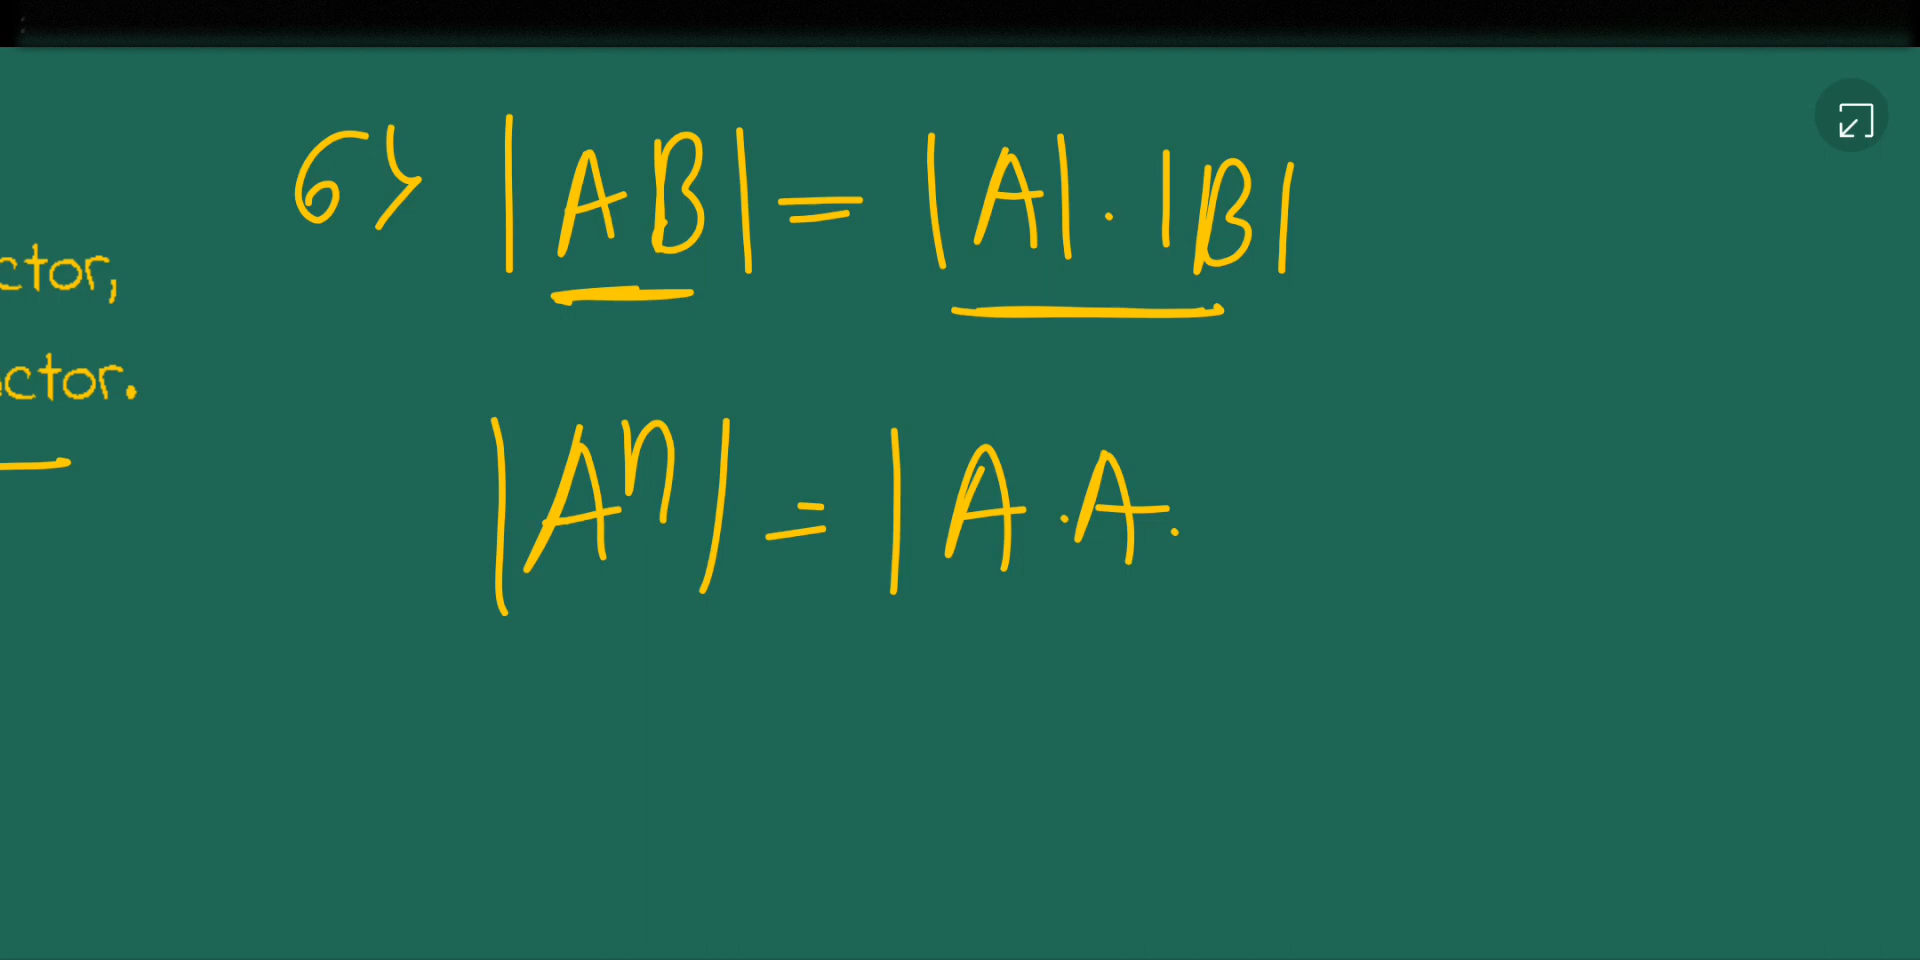 6) |AB| = |A| · |B|
ctor,
ctor.
|Aⁿ| = |A · A ·